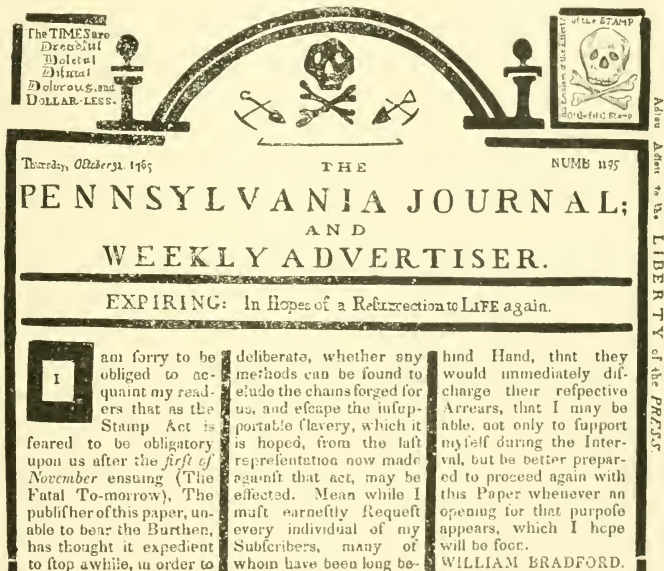 The TIMES are
Dreadful
Diſmal
Doleful
Dolorous, and
DOLLAR-LESS.
An Emblem of the Effects
of the STAMP
O! the fatal Stamp
Adieu Adieu to the LIBERTY of the PRESS.
Thurſday, October 31. 1765
THE
NUMB 1195
PENNSYLVANIA JOURNAL;
AND
WEEKLY ADVERTISER.
EXPIRING: In Hopes of a Reſurrection to LIFE again.
I am ſorry to be
obliged to ac-
quaint my read-
ers that as the
Stamp Act is
feared to be obligatory
upon us after the firſt of
November enſuing (The
Fatal To-morrow), The
publiſher of this paper, un-
able to bear the Burthen,
has thought it expedient
to ſtop awhile, in order to
deliberate, whether any
methods can be found to
elude the chains forged for
us, and eſcape the inſup-
portable ſlavery, which it
is hoped, from the laſt
repreſentation now made
againſt that act, may be
effected. Mean while I
muſt earneſtly Requeſt
every individual of my
Subſcribers, many of
whom have been long be-
hind Hand, that they
would immediately diſ-
charge their reſpective
Arrears, that I may be
able, not only to ſupport
myſelf during the Inter-
val, but be better prepar-
ed to proceed again with
this Paper whenever an
opening for that purpoſe
appears, which I hope
will be ſoon.
WILLIAM BRADFORD.